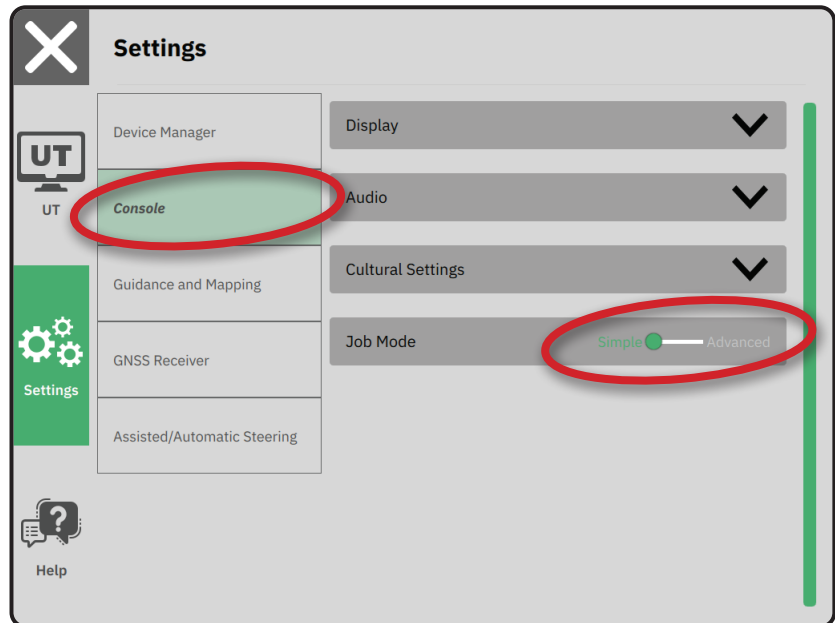 Settings
UT
UT
Settings
Help
Device Manager
Console
Guidance and Mapping
GNSS Receiver
Assisted/Automatic Steering
Display
Audio
Cultural Settings
Job Mode Simple Advanced